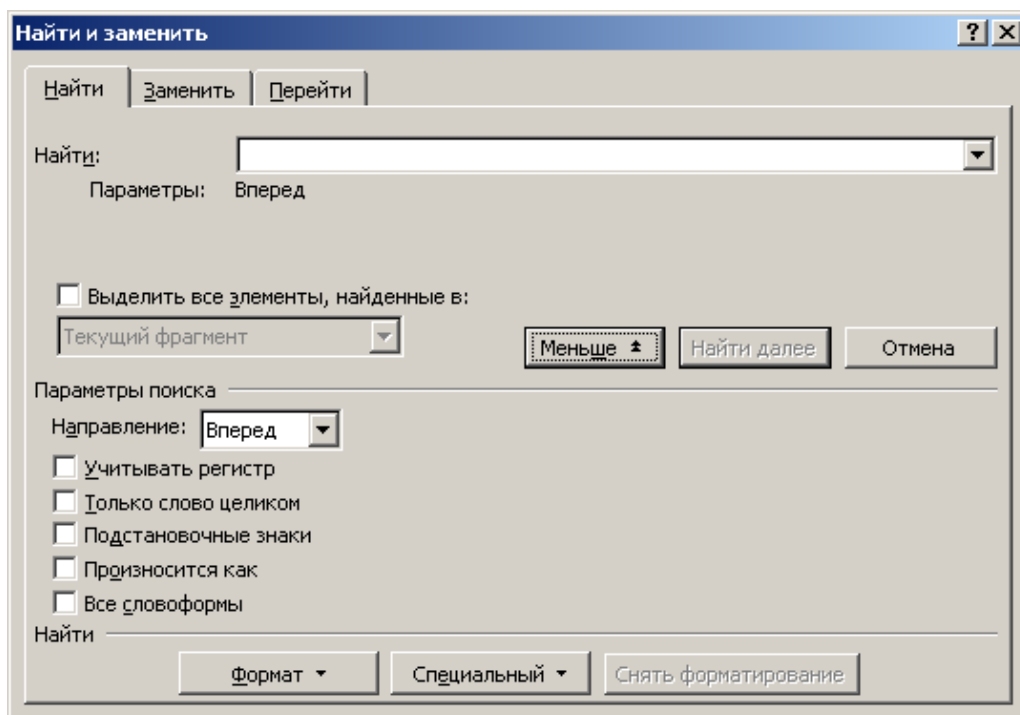 Найти и заменить
Найти Заменить Перейти
Найти:
Параметры: Вперед
Выделить все элементы, найденные в:
Текущий фрагмент Меньше Найти далее Отмена
Параметры поиска
Направление: Вперед
Учитывать регистр
Только слово целиком
Подстановочные знаки
Произносится как
Все словоформы
Найти
Формат Специальный Снять форматирование